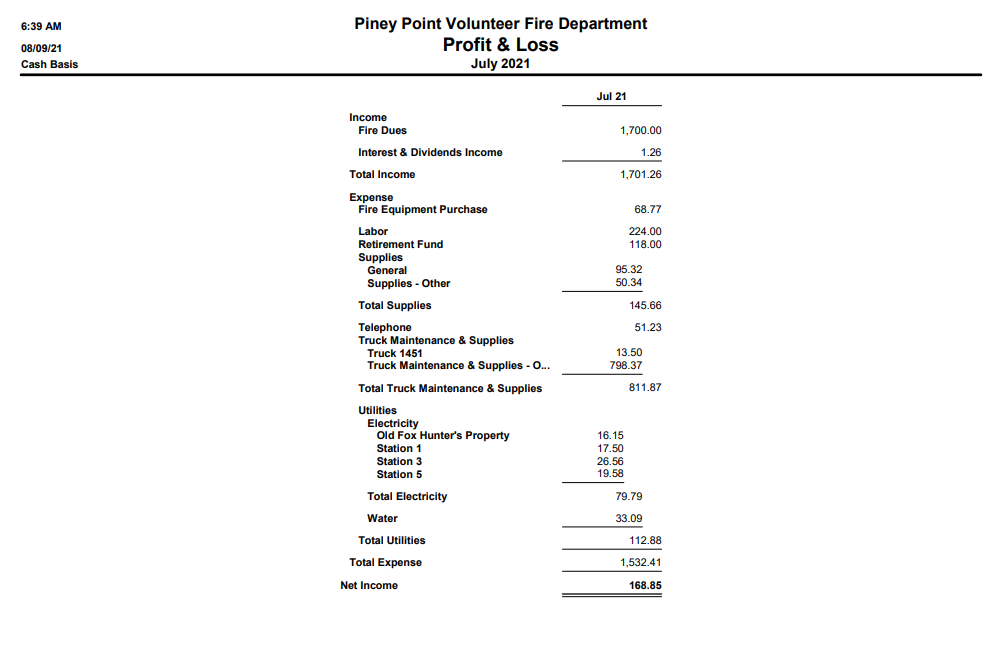 6:39 AM
08/09/21
Cash Basis
Piney Point Volunteer Fire Department
Profit & Loss
July 2021
Jul 21
Income
Fire Dues 1,700.00
Interest & Dividends Income 1.26
Total Income 1,701.26
Expense
Fire Equipment Purchase 68.77
Labor 224.00
Retirement Fund 118.00
Supplies
General 95.32
Supplies - Other 50.34
Total Supplies 145.66
Telephone 51.23
Truck Maintenance & Supplies
Truck 1451 13.50
Truck Maintenance & Supplies - O... 798.37
Total Truck Maintenance & Supplies 811.87
Utilities
Electricity
Old Fox Hunter's Property 16.15
Station 1 17.50
Station 3 26.56
Station 5 19.58
Total Electricity 79.79
Water 33.09
Total Utilities 112.88
Total Expense 1,532.41
Net Income 168.85